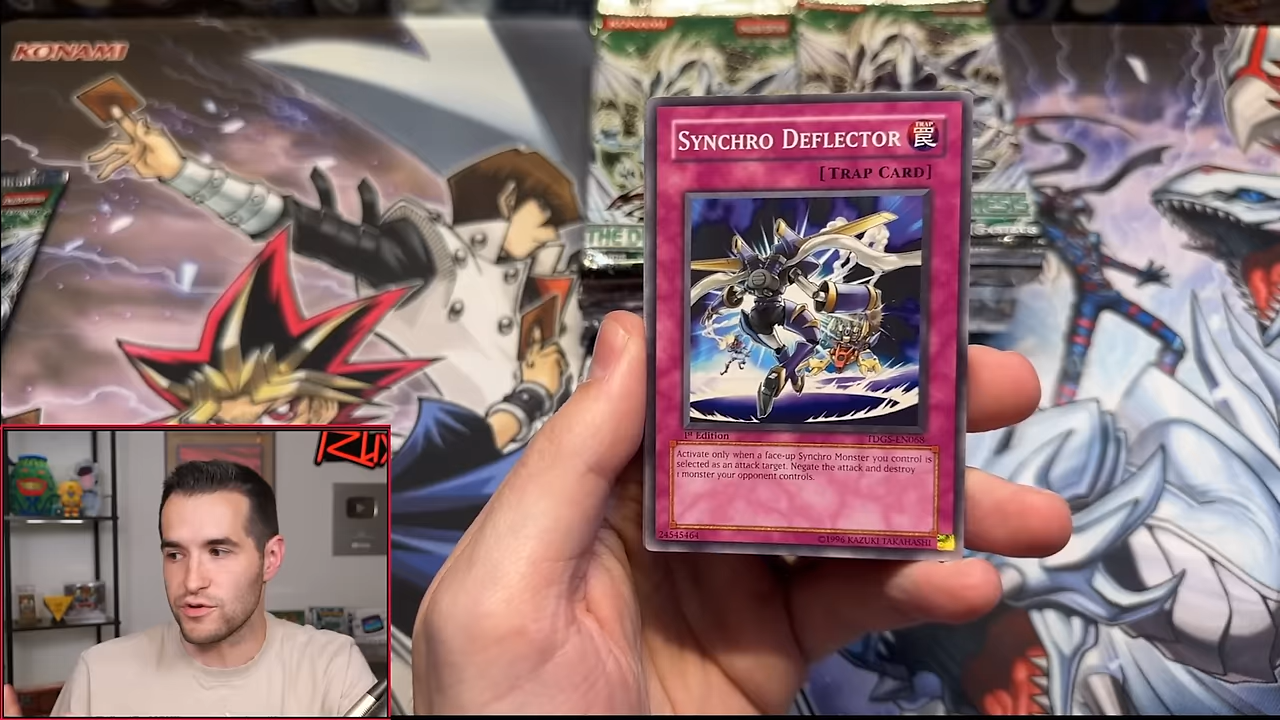 KONAMI
SYNCHRO DEFLECTOR
TRAP
罠
[TRAP CARD]
THE D
1st Edition
TDGS-EN068
Activate only when a face-up Synchro Monster you control is
selected as an attack target. Negate the attack and destroy
1 monster your opponent controls.
24545464
©1996 KAZUKI TAKAHASHI